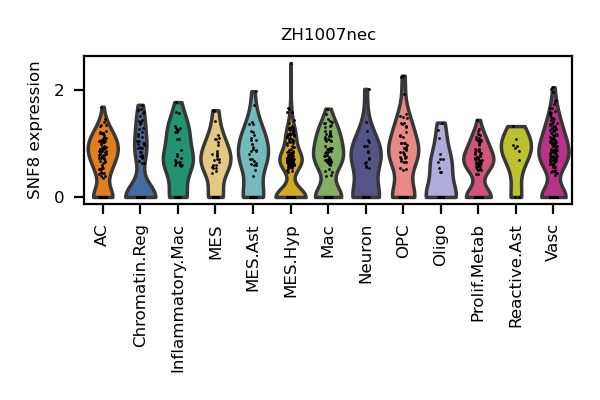 ZH1007nec
SNF8 expression
2
0
AC
Chromatin.Reg
Inflammatory.Mac
MES
MES.Ast
MES.Hyp
Mac
Neuron
OPC
Oligo
Prolif.Metab
Reactive.Ast
Vasc